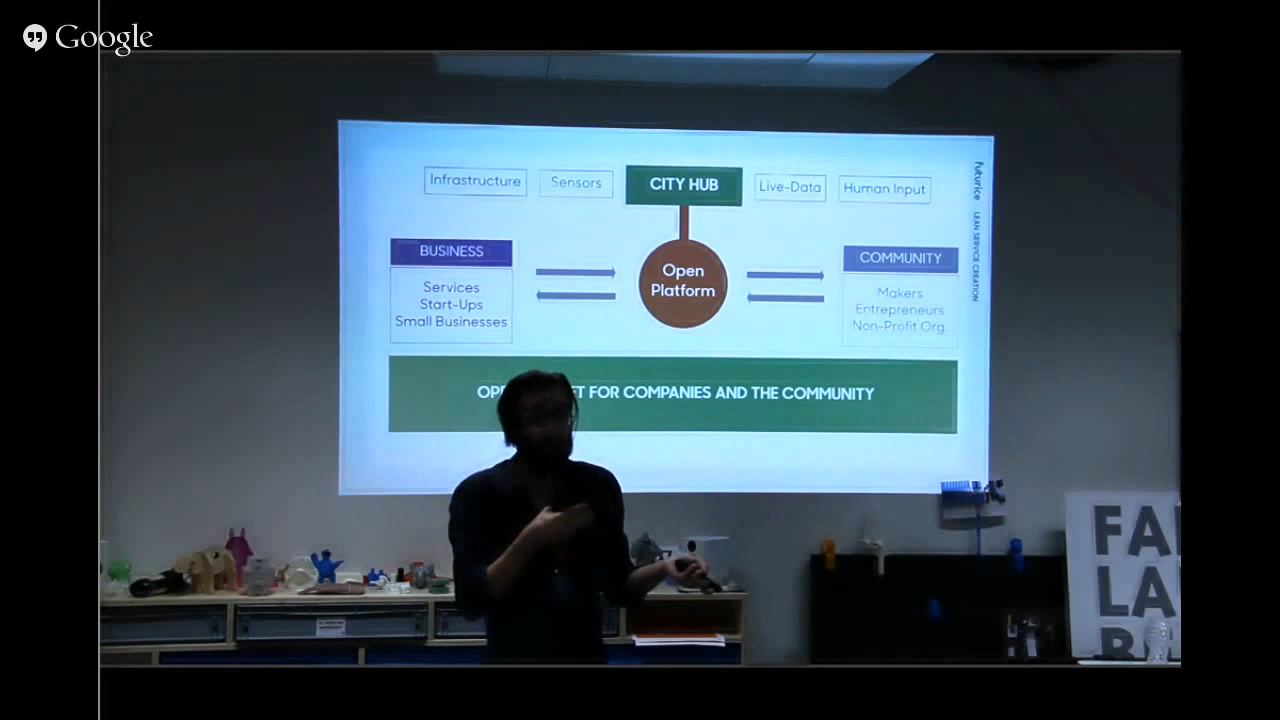 Google
Infrastructure
Sensors
CITY HUB
Live-Data
Human Input
BUSINESS
Services
Start-Ups
Small Businesses
Open
Platform
COMMUNITY
Makers
Entrepreneurs
Non-Profit Org.
FOR COMPANIES AND THE COMMUNITY
Futurice LEAN SERVICE CREATION
FA
LA